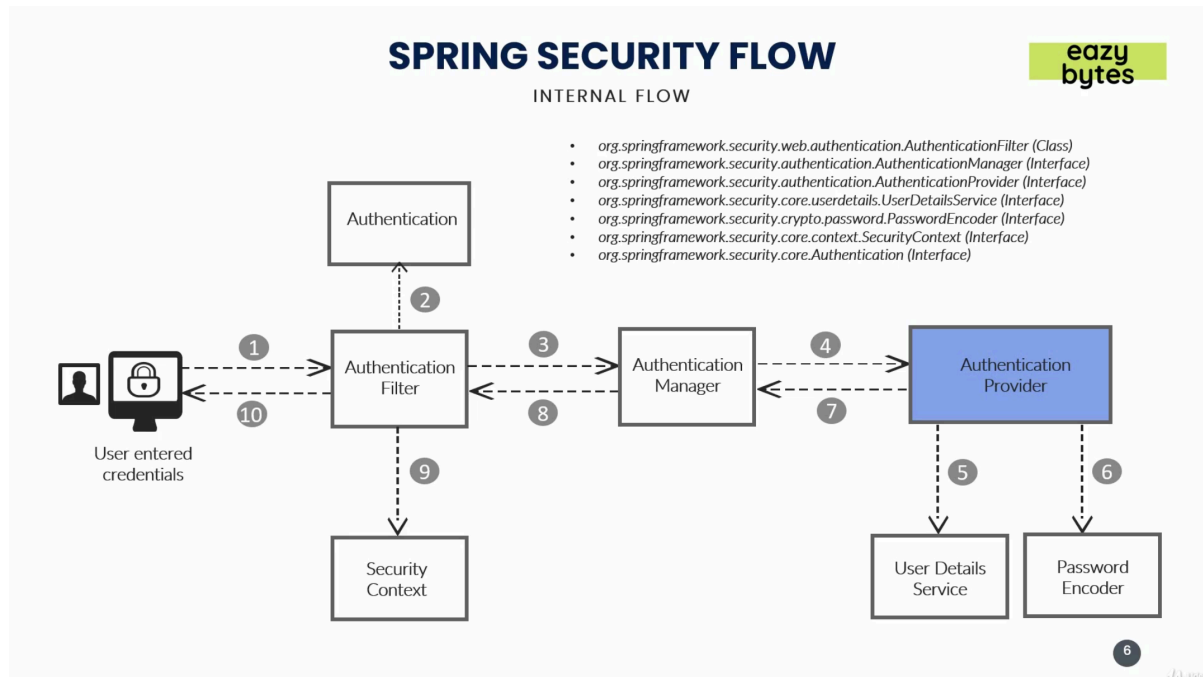 SPRING SECURITY FLOW
eazy
bytes
INTERNAL FLOW
• org.springframework.security.web.authentication.AuthenticationFilter (Class)
• org.springframework.security.authentication.AuthenticationManager (Interface)
• org.springframework.security.authentication.AuthenticationProvider (Interface)
• org.springframework.security.core.userdetails.UserDetailsService (Interface)
• org.springframework.security.crypto.password.PasswordEncoder (Interface)
• org.springframework.security.core.context.SecurityContext (Interface)
• org.springframework.security.core.Authentication (Interface)
Authentication
2
1
3
4
Authentication
Filter
Authentication
Manager
Authentication
Provider
10
8
7
User entered
credentials
9
5
6
Security
Context
User Details
Service
Password
Encoder
6